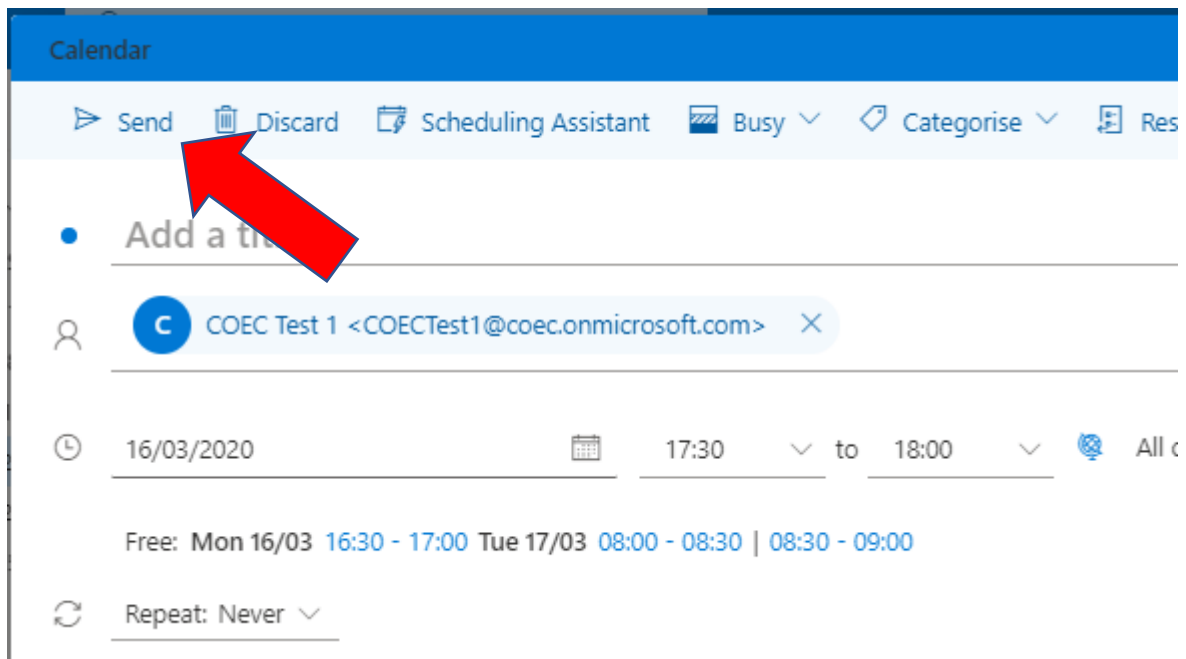 Calendar
Send Discard Scheduling Assistant Busy Categorise Res
Add a
C COEC Test 1 <COECTest1@coec.onmicrosoft.com>
16/03/2020 17:30 to 18:00 All
Free: Mon 16/03 16:30 - 17:00 Tue 17/03 08:00 - 08:30 | 08:30 - 09:00
Repeat: Never